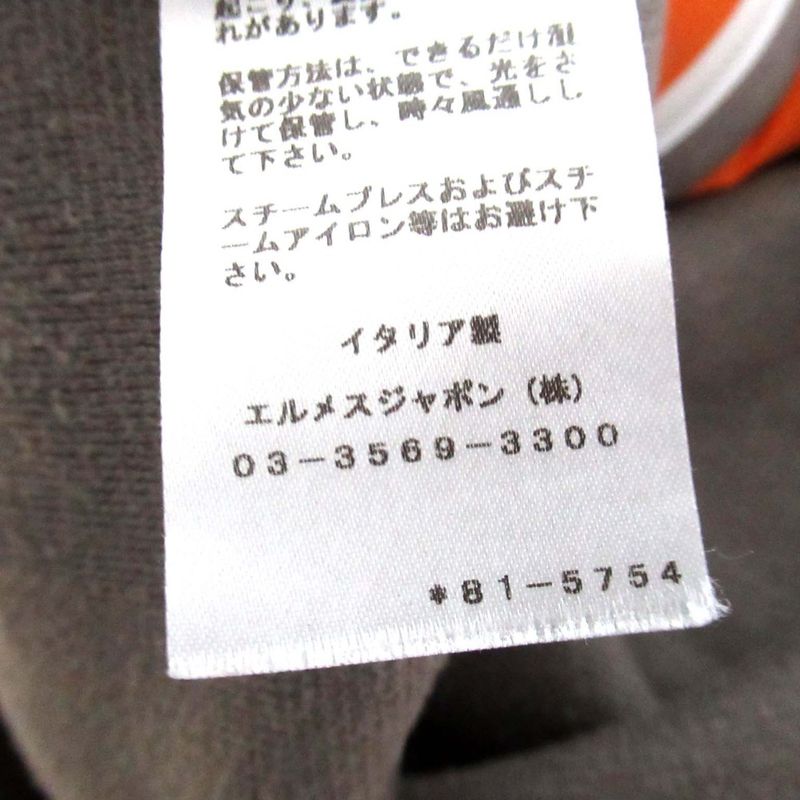 れがあります。
保管方法は、できるだけ湿
気の少ない状態で、光をさ
けて保管し、時々風通しし
て下さい。
スチームプレスおよびスチ
ームアイロン等はお避け下
さい。
イタリア製
エルメスジャポン（株）
03-3569-3300
*81-5754